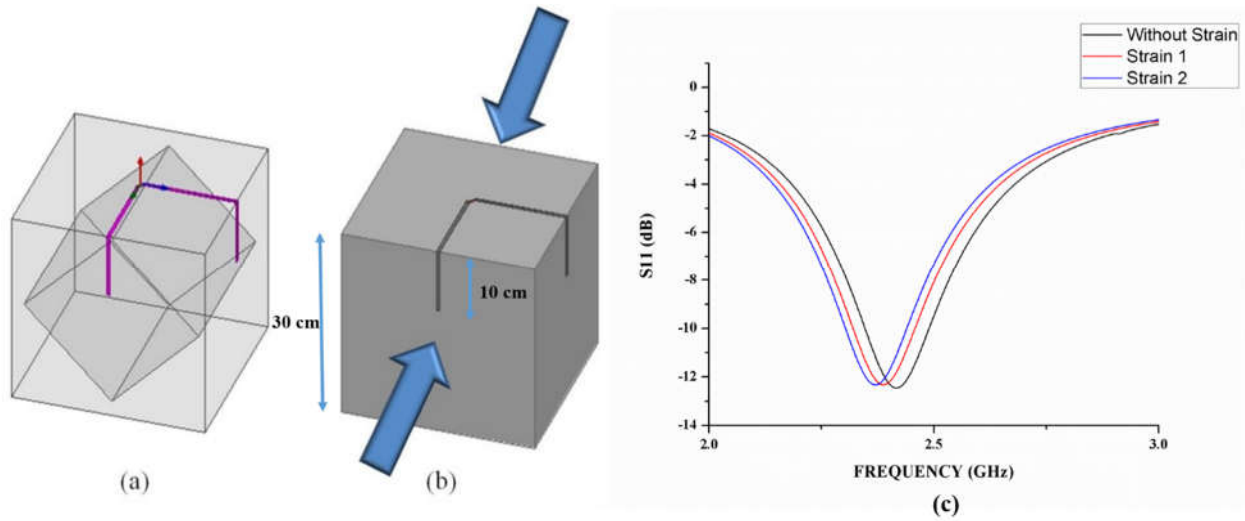 30 cm
10 cm
(a)
(b)
Without Strain
Strain 1
Strain 2
0
-2
-4
-6
-8
-10
-12
-14
S11 (dB)
2.0
2.5
3.0
FREQUENCY (GHz)
(c)